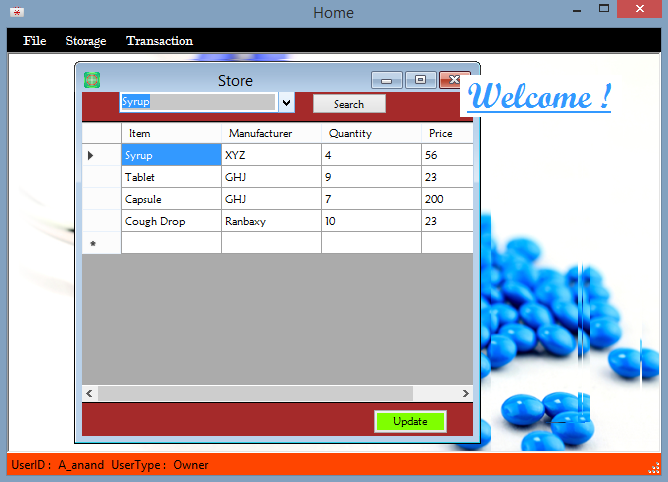 Home
File Storage Transaction
Store
Welcome !
Syrup
Search
Item Manufacturer Quantity Price
Syrup XYZ 4 56
Tablet GHJ 9 23
Capsule GHJ 7 200
Cough Drop Ranbaxy 10 23
Update
UserID : A_anand UserType : Owner